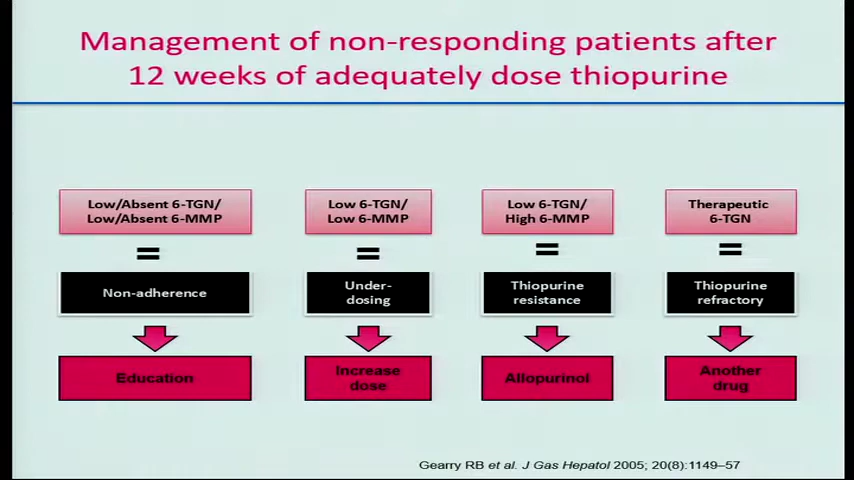 Management of non-responding patients after
12 weeks of adequately dose thiopurine
Low/Absent 6-TGN/
Low/Absent 6-MMP
=
Non-adherence
Education
Low 6-TGN/
Low 6-MMP
=
Under-
dosing
Increase
dose
Low 6-TGN/
High 6-MMP
=
Thiopurine
resistance
Allopurinol
Therapeutic
6-TGN
=
Thiopurine
refractory
Another
drug
Gearry RB et al. J Gas Hepatol 2005; 20(8):1149–57